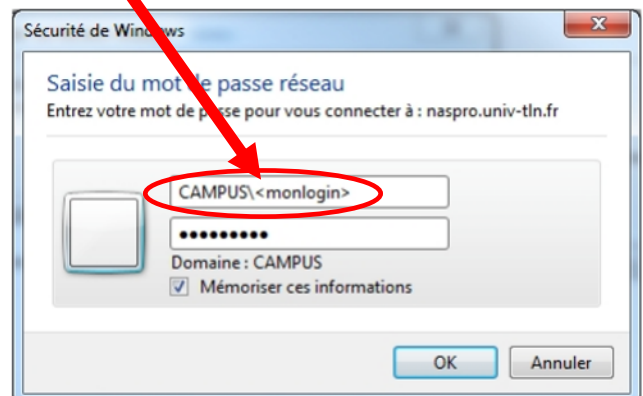 Sécurité de Windows
Saisie du mot de passe réseau
Entrez votre mot de passe pour vous connecter à : naspro.univ-tln.fr
CAMPUS\<monlogin>
•••••••••
Domaine : CAMPUS
Mémoriser ces informations
OK
Annuler